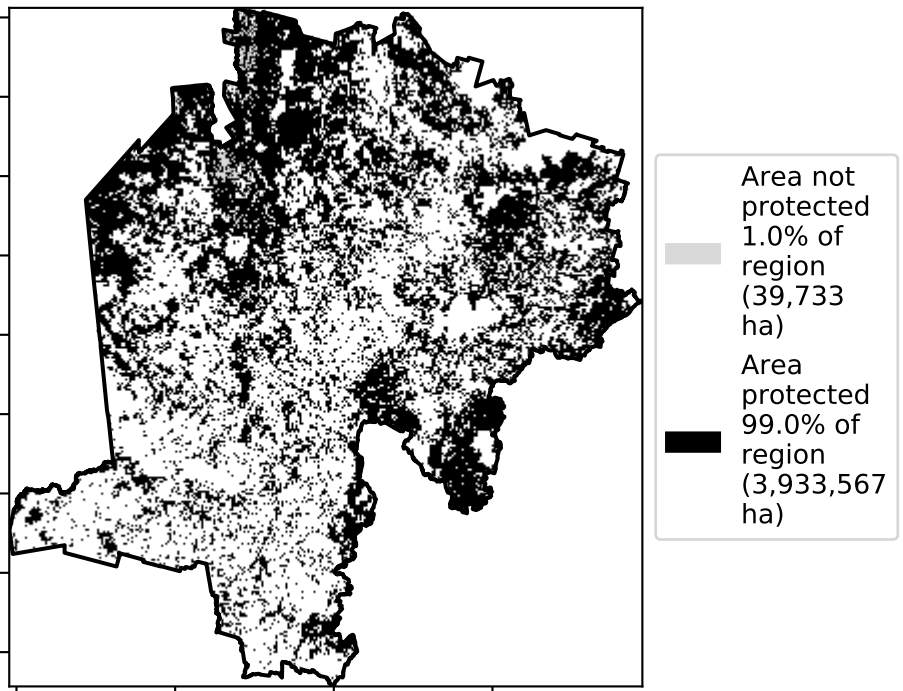 Area not
protected
1.0% of
region
(39,733
ha)
Area
protected
99.0% of
region
(3,933,567
ha)